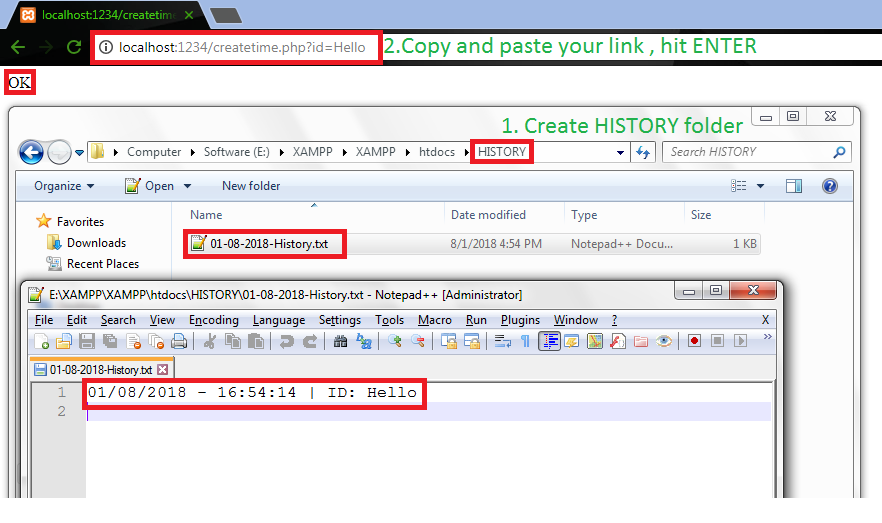 localhost:1234/createtime
localhost:1234/createtime.php?id=Hello 2.Copy and paste your link , hit ENTER
OK
1. Create HISTORY folder
Computer Software (E:) XAMPP XAMPP htdocs HISTORY Search HISTORY
Organize Open New folder
Favorites Name Date modified Type Size
Downloads 01-08-2018-History.txt 8/1/2018 4:54 PM Notepad++ Docu... 1 KB
Recent Places
E:\XAMPP\XAMPP\htdocs\HISTORY\01-08-2018-History.txt - Notepad++ [Administrator]
File Edit Search View Encoding Language Settings Tools Macro Run Plugins Window ? X
01-08-2018-History.txt
1 01/08/2018 - 16:54:14 | ID: Hello
2